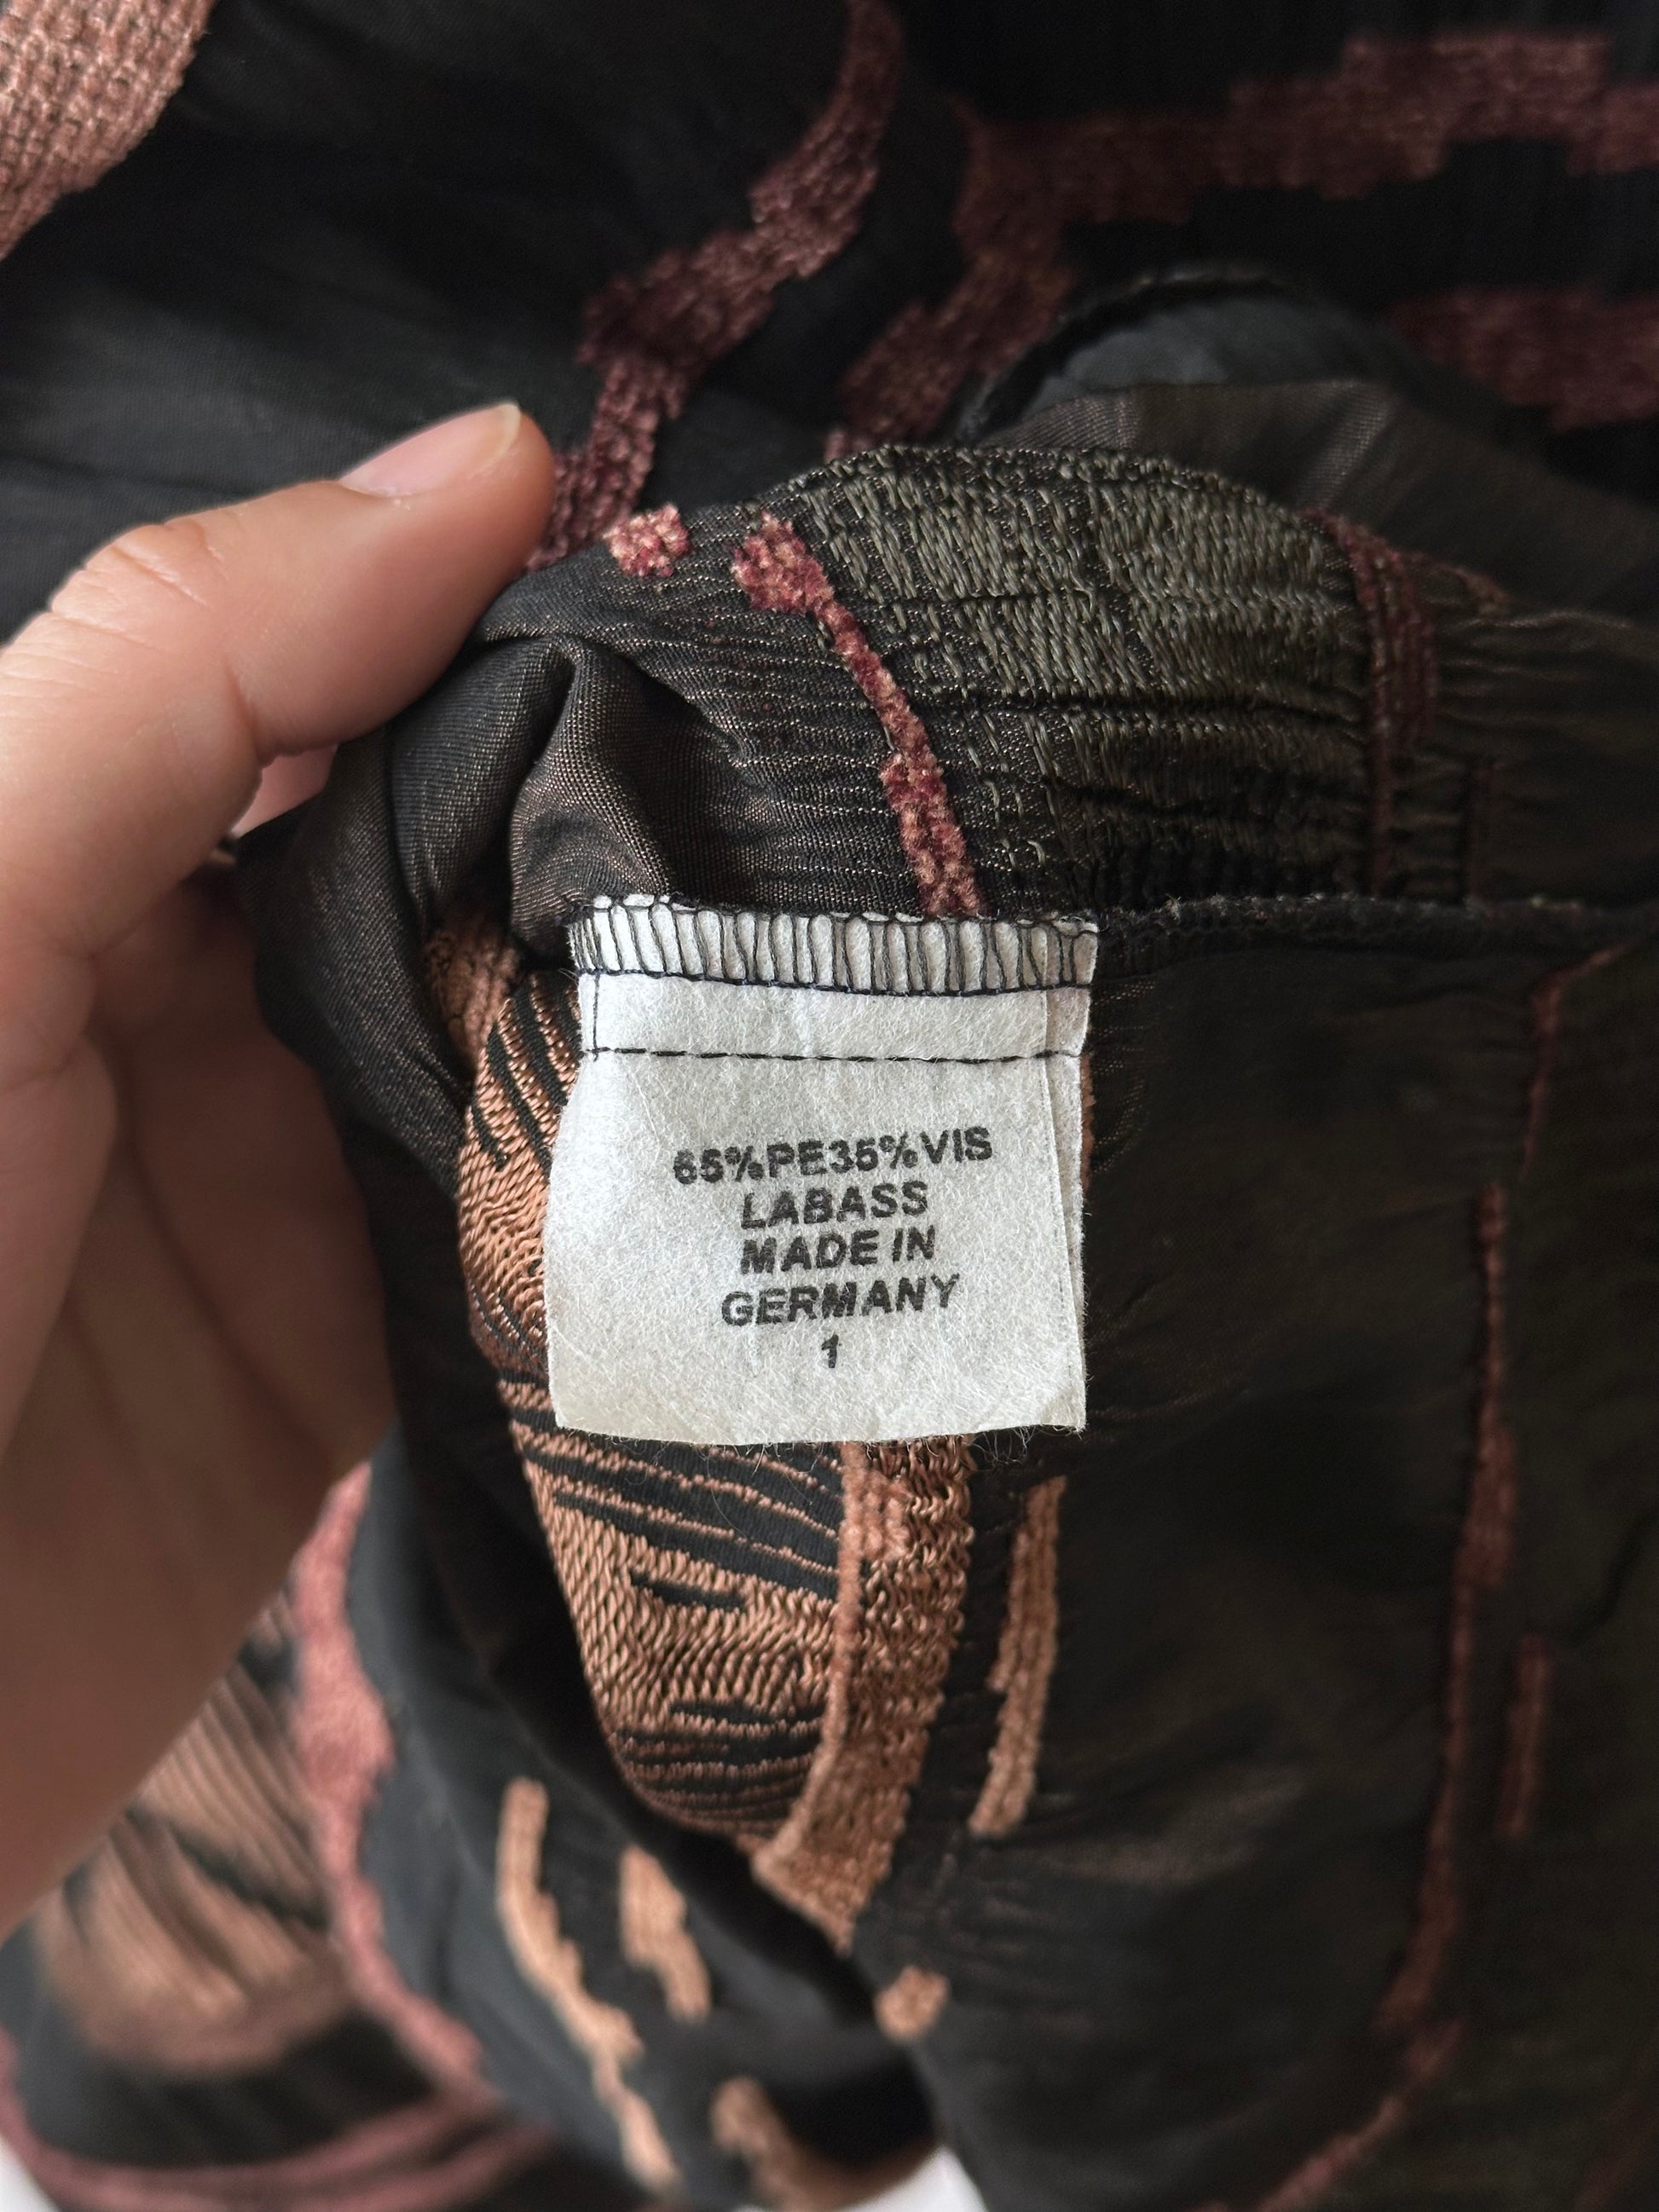 65%PE35%VIS
LABASS
MADE IN
GERMANY
1